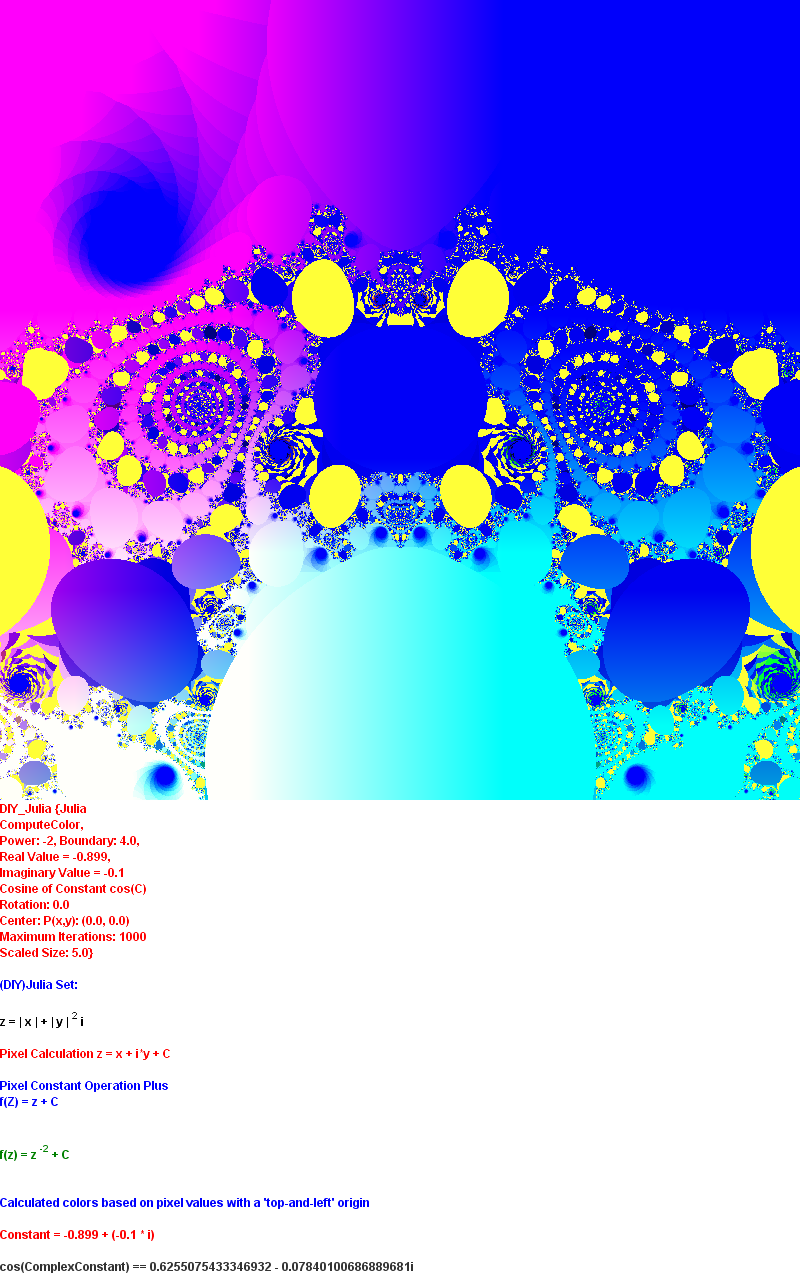 DIY_Julia {Julia
ComputeColor,
Power: -2, Boundary: 4.0,
Real Value = -0.899,
Imaginary Value = -0.1
Cosine of Constant cos(C)
Rotation: 0.0
Center: P(x,y): (0.0, 0.0)
Maximum Iterations: 1000
Scaled Size: 5.0}
(DIY)Julia Set:
z = | x | + | y | ² i
Pixel Calculation z = x + i*y + C
Pixel Constant Operation Plus
f(Z) = z + C
f(z) = z ⁻² + C
Calculated colors based on pixel values with a 'top-and-left' origin
Constant = -0.899 + (-0.1 * i)
cos(ComplexConstant) == 0.6255075433346932 - 0.07840100686889681i